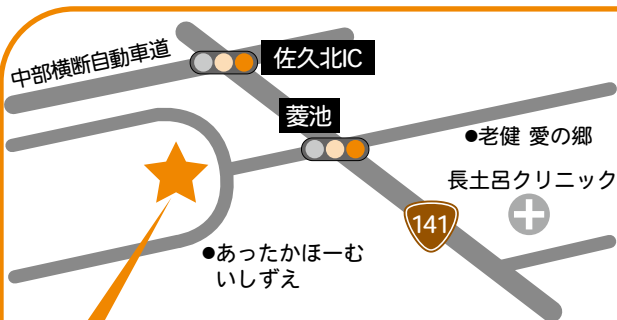 中部横断自動車道
佐久北IC
菱池
●老健 愛の郷
長土呂クリニック
141
●あったかほーむ
いしずえ